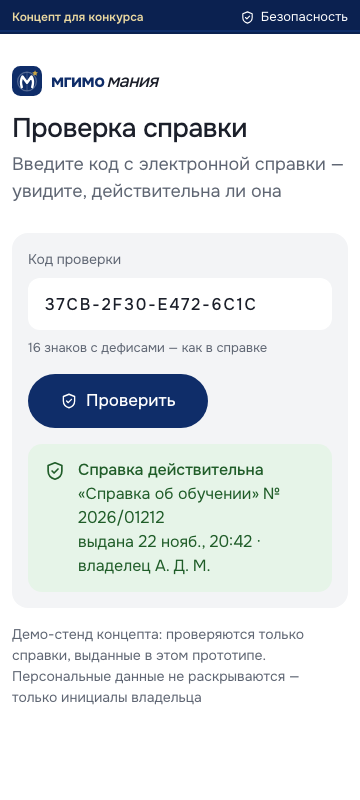 Концепт для конкурса
Безопасность
мгимо мания
Проверка справки
Введите код с электронной справки —
увидите, действительна ли она
Код проверки
37CB-2F30-E472-6C1C
16 знаков с дефисами — как в справке
Проверить
Справка действительна
«Справка об обучении» №
2026/01212
выдана 22 нояб., 20:42 ·
владелец А. Д. М.
Демо-стенд концепта: проверяются только
справки, выданные в этом прототипе.
Персональные данные не раскрываются —
только инициалы владельца